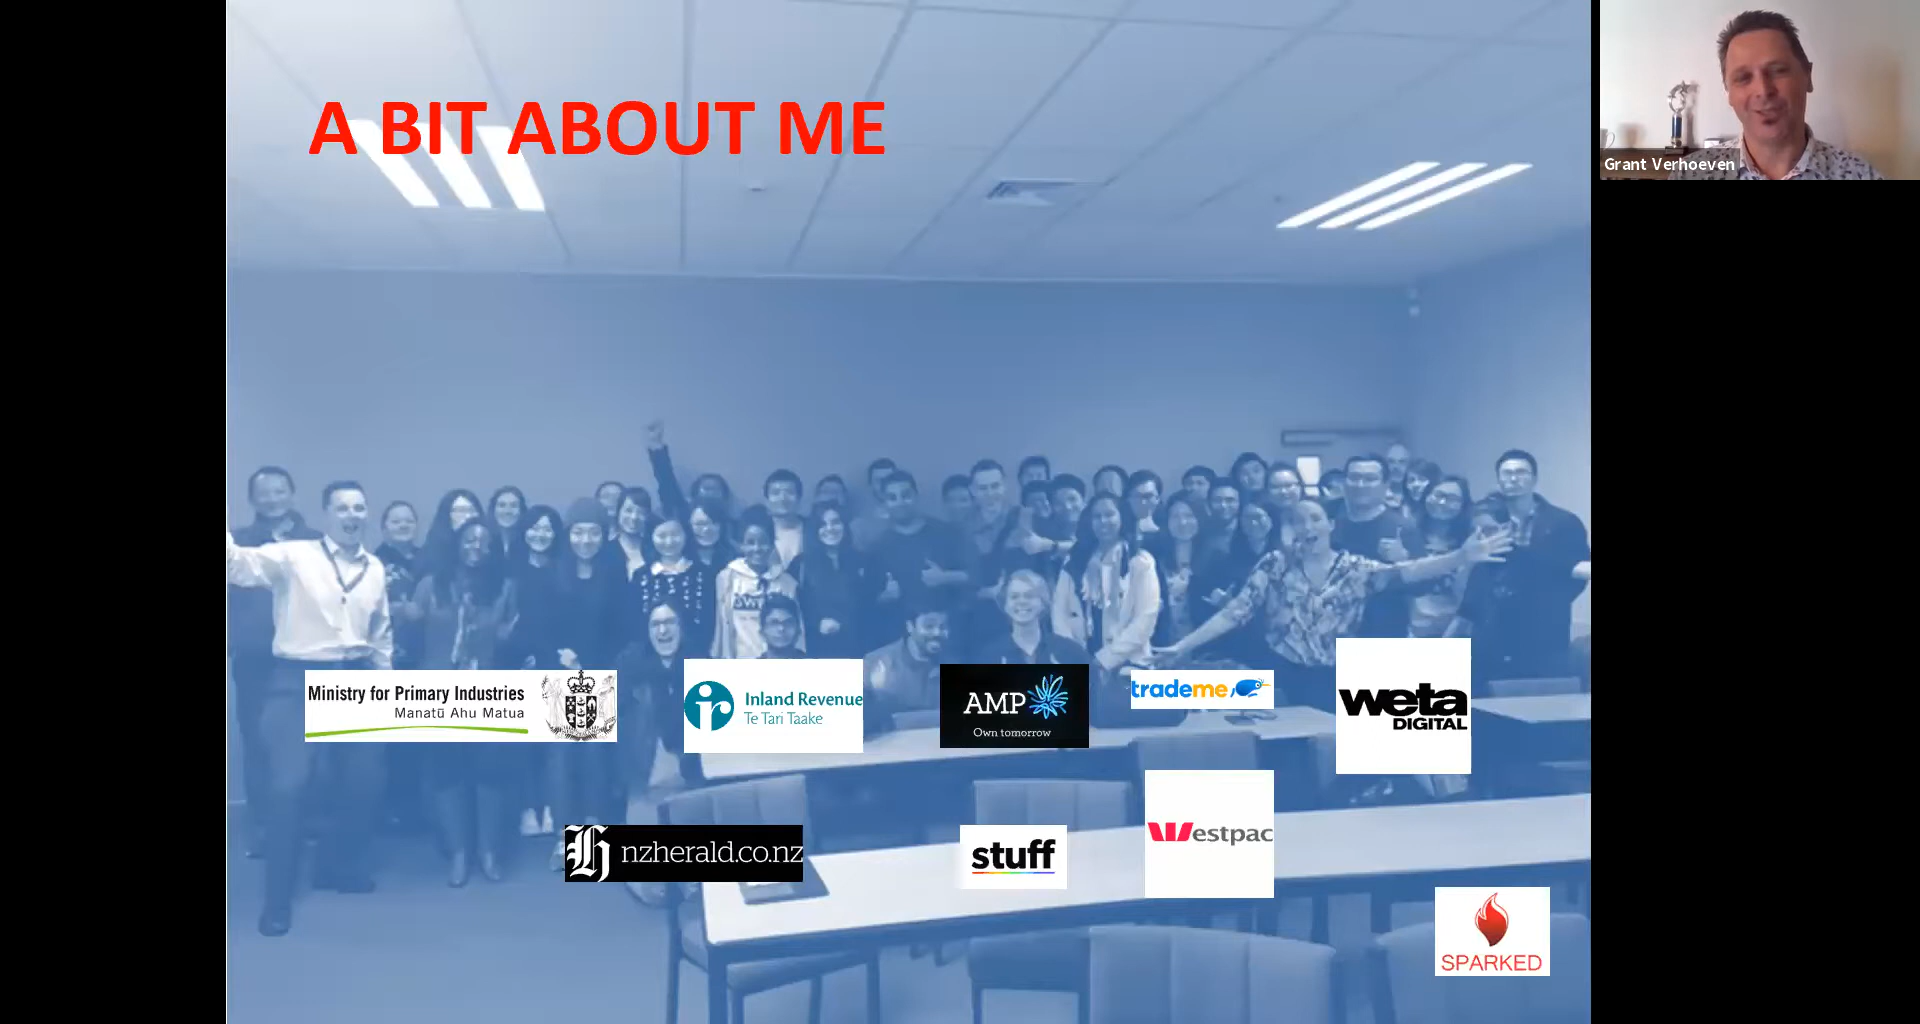 A BIT ABOUT ME
Grant Verhoeven
Ministry for Primary Industries
Manatū Ahu Matua
ir
Inland Revenue
Te Tari Taake
AMP
Own tomorrow
trademe
weta
DIGITAL
H nzherald.co.nz
stuff
Westpac
SPARKED